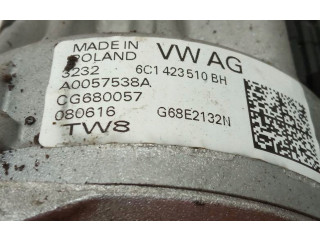 MADE IN
POLAND
VW AG
3232 6C1 423 510 BH
A0057538A
CG680057
080616 G68E2132N
TW8